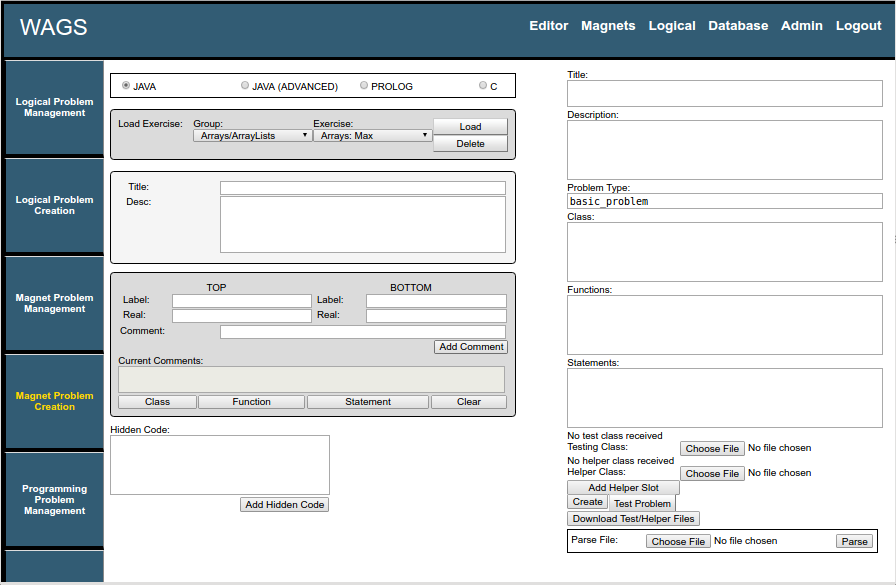 WAGS
Editor Magnets Logical Database Admin Logout
Logical Problem
Management
Logical Problem
Creation
Magnet Problem
Management
Magnet Problem
Creation
Programming
Problem
Management
JAVA JAVA (ADVANCED) PROLOG C
Load Exercise: Group: Exercise:
Arrays/ArrayLists Arrays: Max
Load
Delete
Title:
Desc:
TOP BOTTOM
Label: Label:
Real: Real:
Comment:
Add Comment
Current Comments:
Class Function Statement Clear
Hidden Code:
Add Hidden Code
Title:
Description:
Problem Type:
basic_problem
Class:
Functions:
Statements:
No test class received
Testing Class: Choose File No file chosen
No helper class received
Helper Class: Choose File No file chosen
Add Helper Slot
Create Test Problem
Download Test/Helper Files
Parse File: Choose File No file chosen Parse